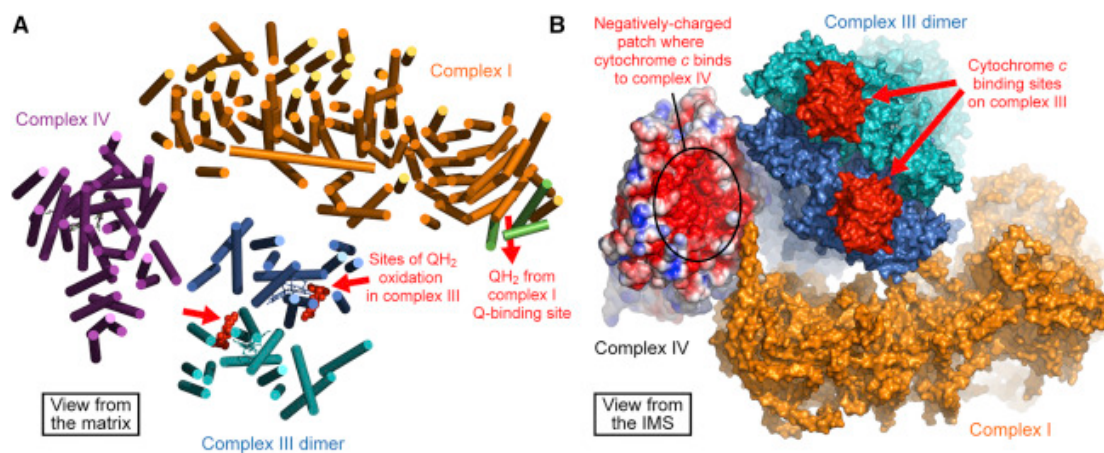 A
Complex I
Complex IV
Sites of QH2
oxidation
in complex III
QH2 from
complex I
Q-binding site
View from
the matrix
Complex III dimer
B
Negatively-charged
patch where
cytochrome c binds
to complex IV
Complex III dimer
Cytochrome c
binding sites
on complex III
Complex IV
View from
the IMS
Complex I